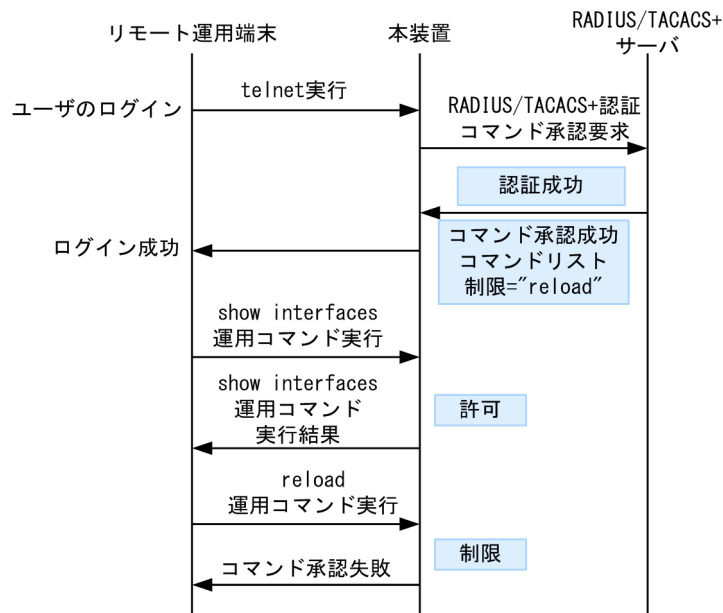 リモート運用端末
本装置
RADIUS/TACACS+
サーバ
telnet実行
ユーザのログイン
RADIUS/TACACS+認証
コマンド承認要求
認証成功
ログイン成功
コマンド承認成功
コマンドリスト
制限="reload"
show interfaces
運用コマンド実行
show interfaces
運用コマンド
実行結果
許可
reload
運用コマンド実行
制限
コマンド承認失敗